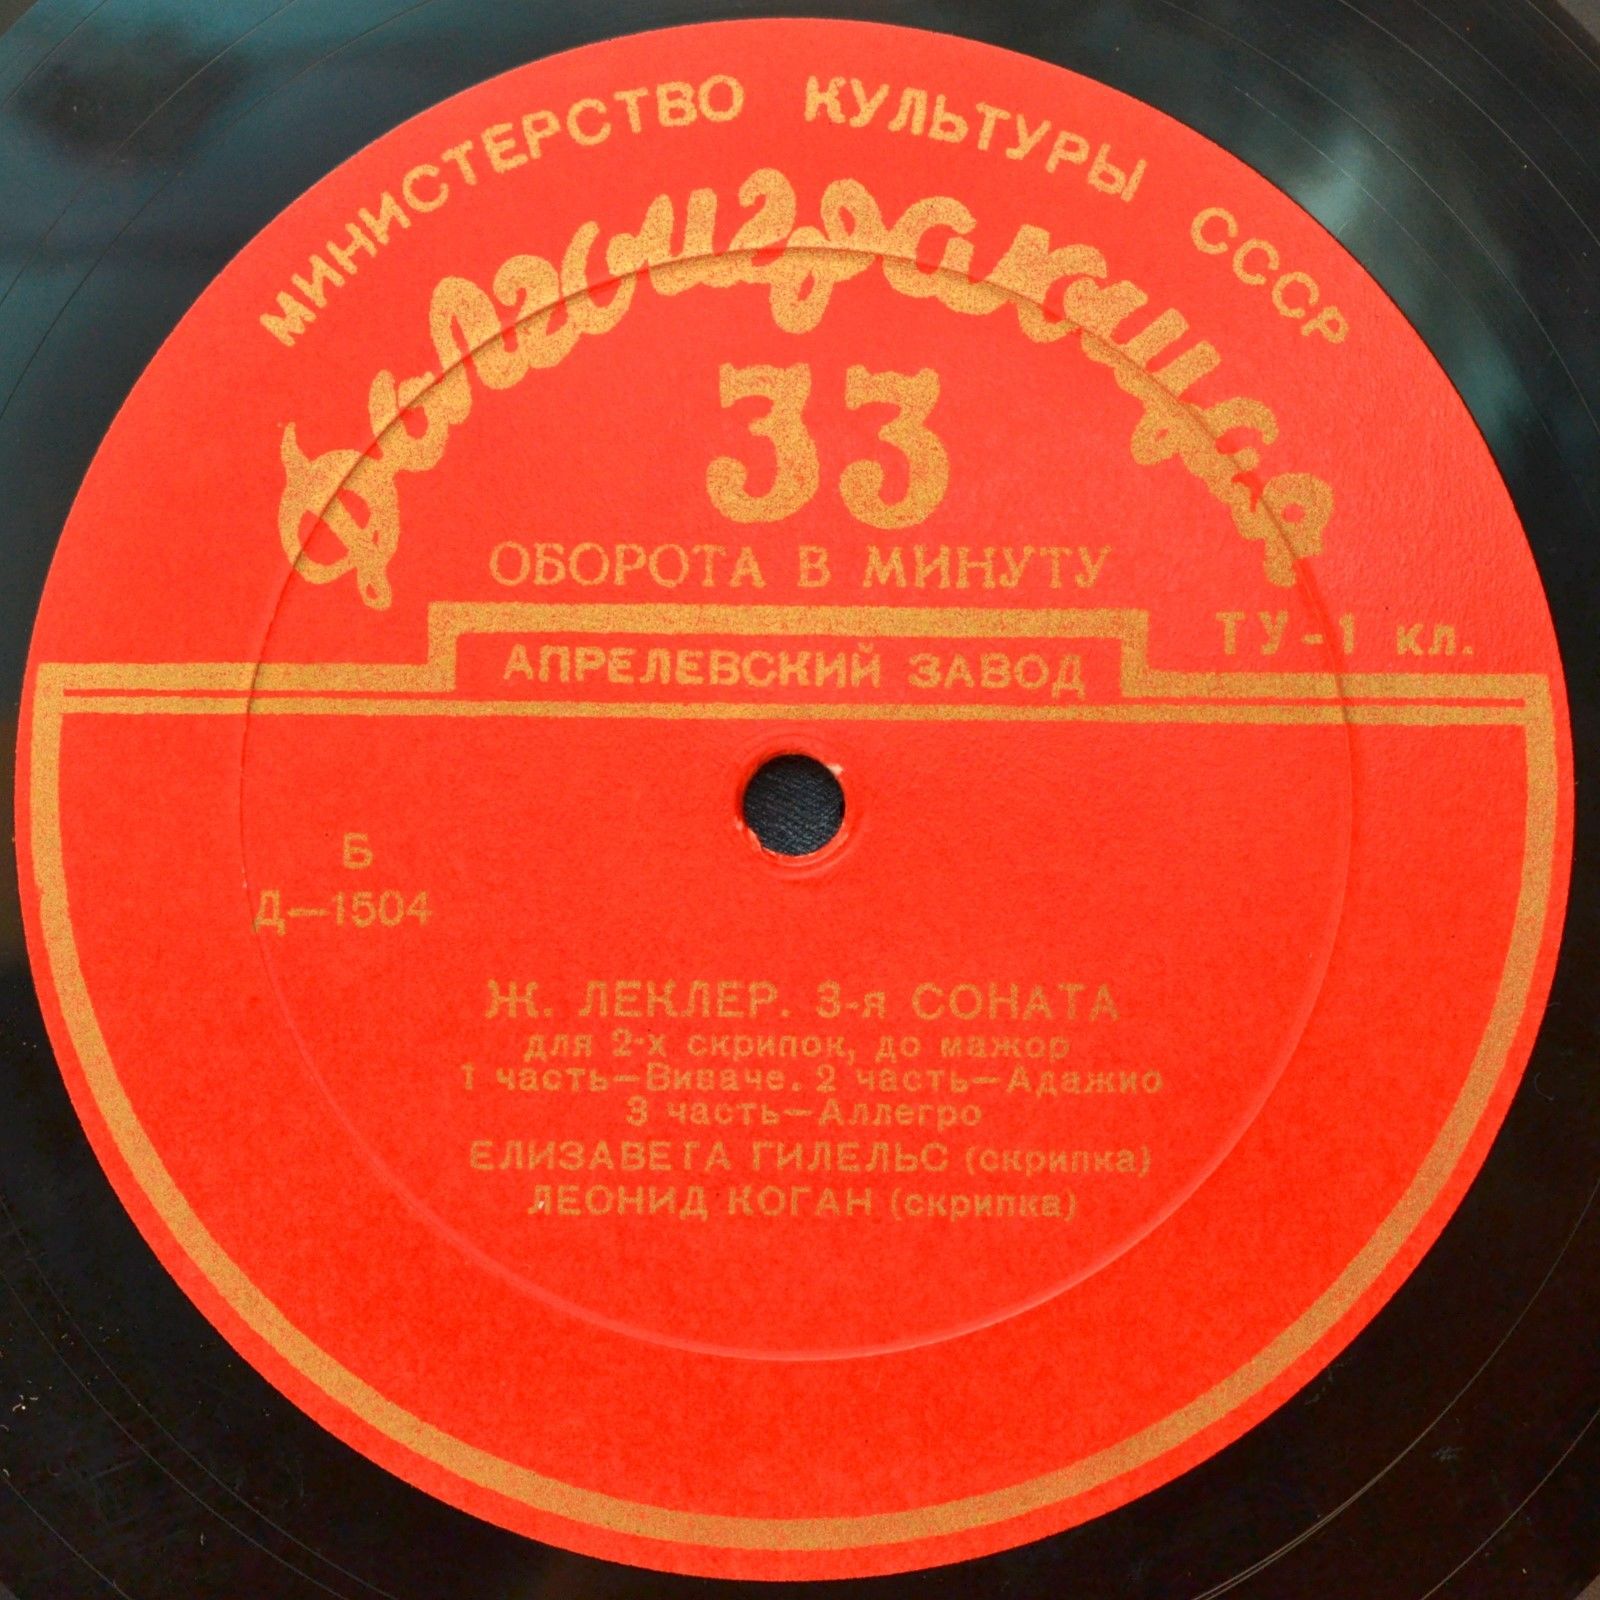 МИНИСТЕРСТВО КУЛЬТУРЫ СССР
Долгоиграющая
33
ОБОРОТА В МИНУТУ
ТУ-1 кл.
АПРЕЛЕВСКИЙ ЗАВОД
Б
Д—1504
Ж. ЛЕКЛЕР. 3-я СОНАТА
для 2-х скрипок, до мажор
1 часть—Виваче. 2 часть—Адажио
3 часть—Аллегро
ЕЛИЗАВЕТА ГИЛЕЛЬС (скрипка)
ЛЕОНИД КОГАН (скрипка)